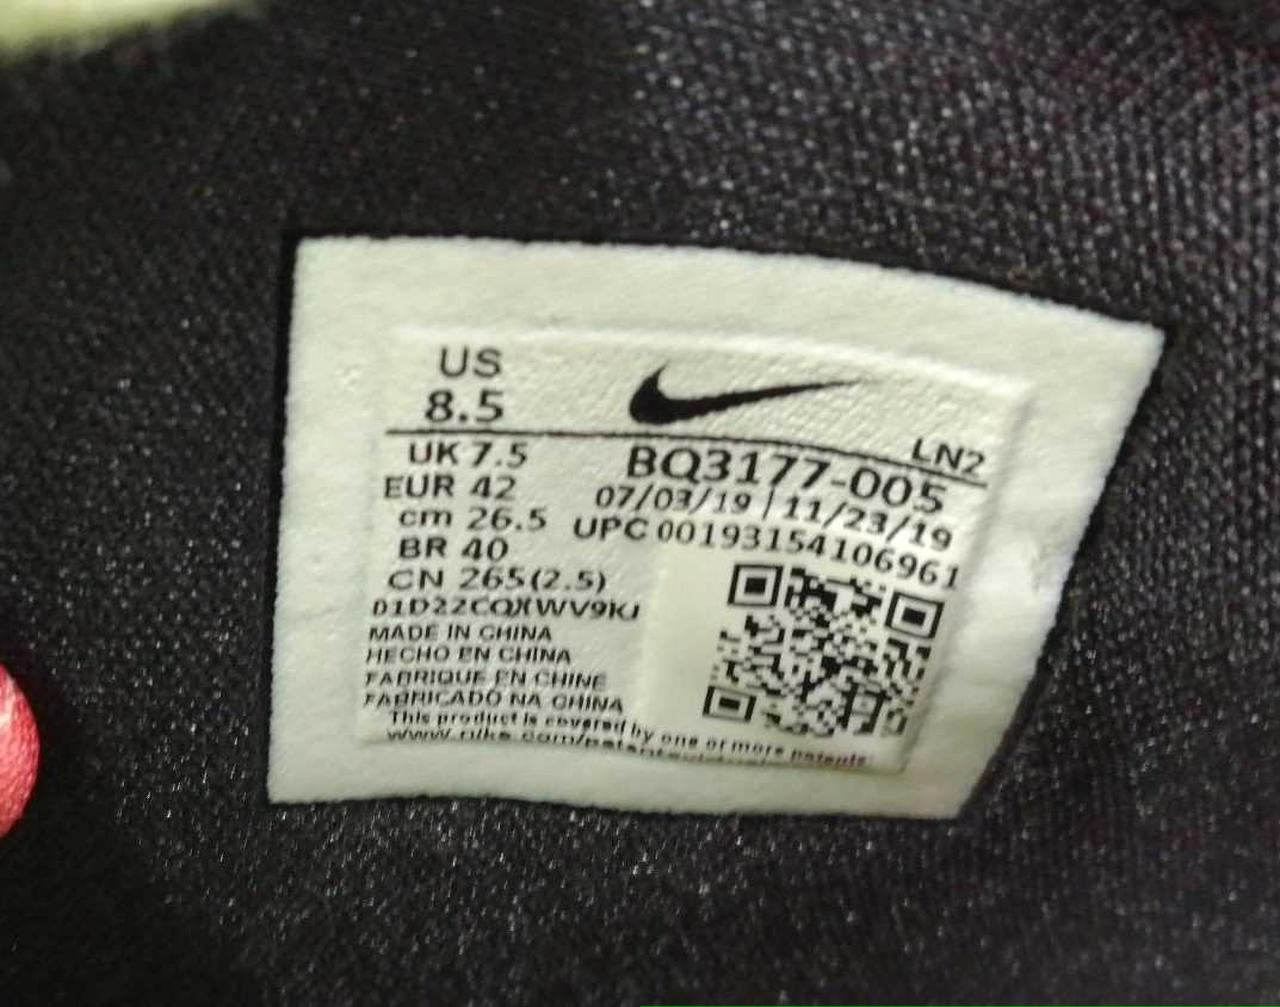 US
8.5
LN2
UK 7.5
BQ3177-005
EUR 42
07/03/19 / 11/23/19
cm 26.5
UPC 00193154106961
BR 40
CN 265(2.5)
MADE IN CHINA
HECHO EN CHINA
FABRIQUE EN CHINE
FABRICADO NA CHINA
This product is covered by one or more patents: